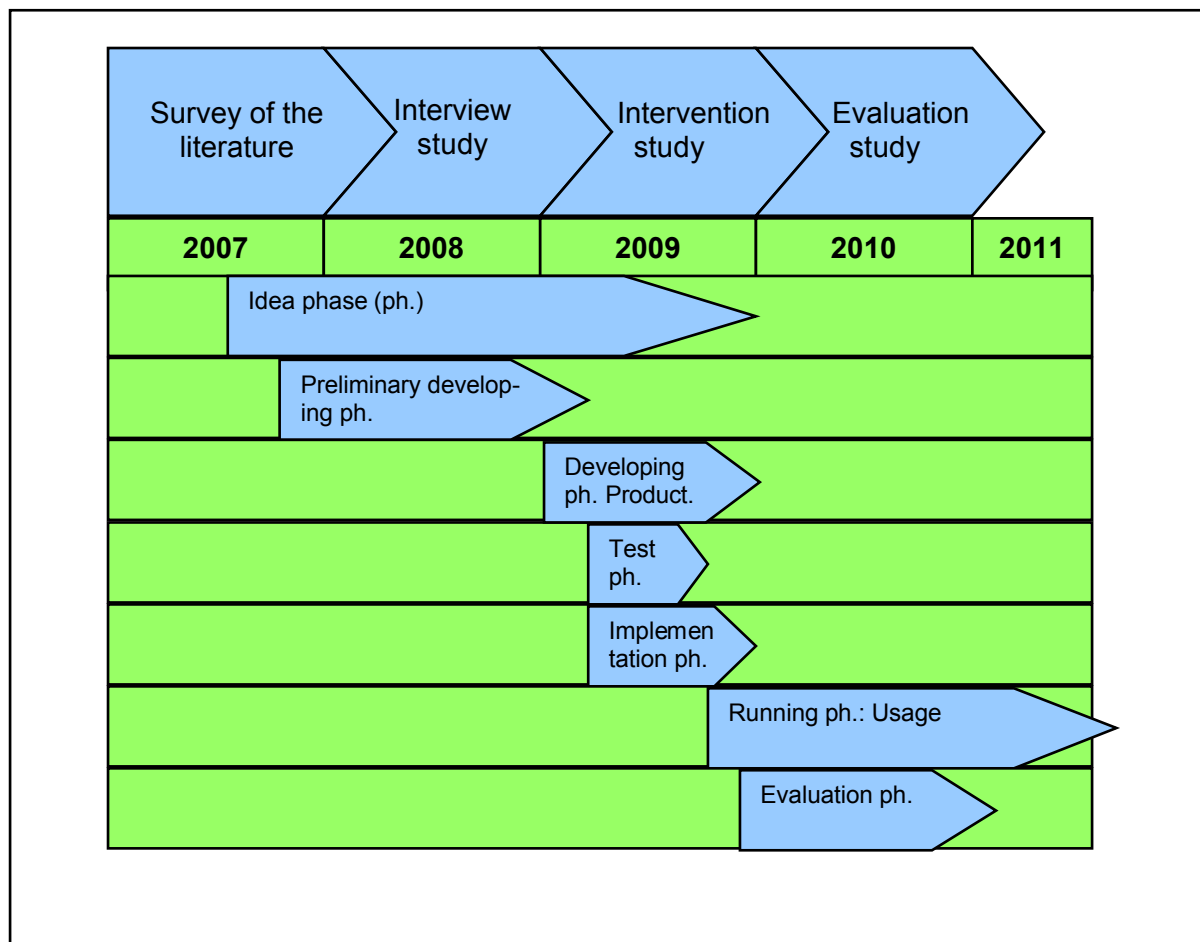 Survey of the
literature
Interview
study
Intervention
study
Evaluation
study
2007
2008
2009
2010
2011
Idea phase (ph.)
Preliminary develop-
ing ph.
Developing
ph. Product.
Test
ph.
Implemen
tation ph.
Running ph.: Usage
Evaluation ph.